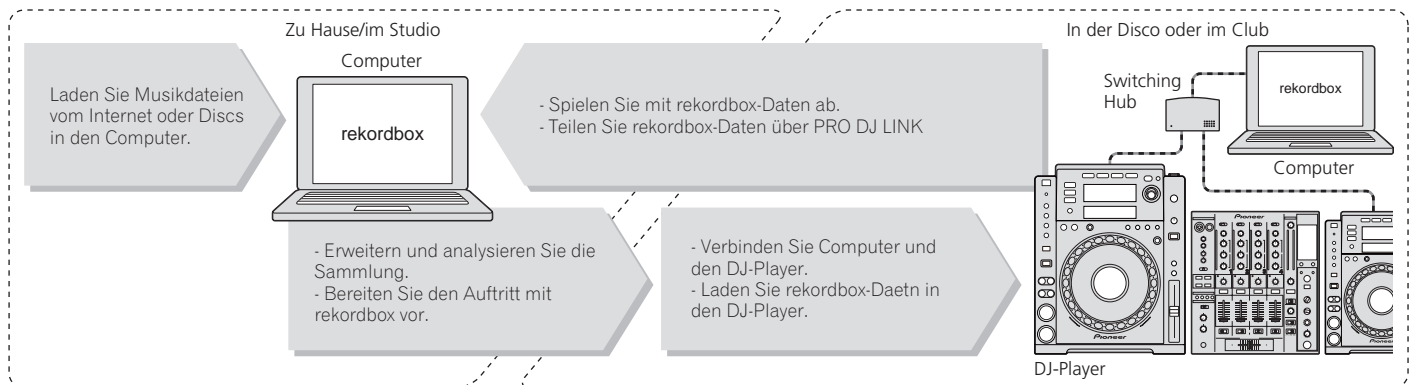 Zu Hause/im Studio
Computer
Laden Sie Musikdateien
vom Internet oder Discs
in den Computer.
rekordbox
- Spielen Sie mit rekordbox-Daten ab.
- Teilen Sie rekordbox-Daten über PRO DJ LINK
- Erweitern und analysieren Sie die
Sammlung.
- Bereiten Sie den Auftritt mit
rekordbox vor.
- Verbinden Sie Computer und
den DJ-Player.
- Laden Sie rekordbox-Daetn in
den DJ-Player.
In der Disco oder im Club
Switching
Hub
rekordbox
Computer
Pioneer
Pioneer
DJ-Player